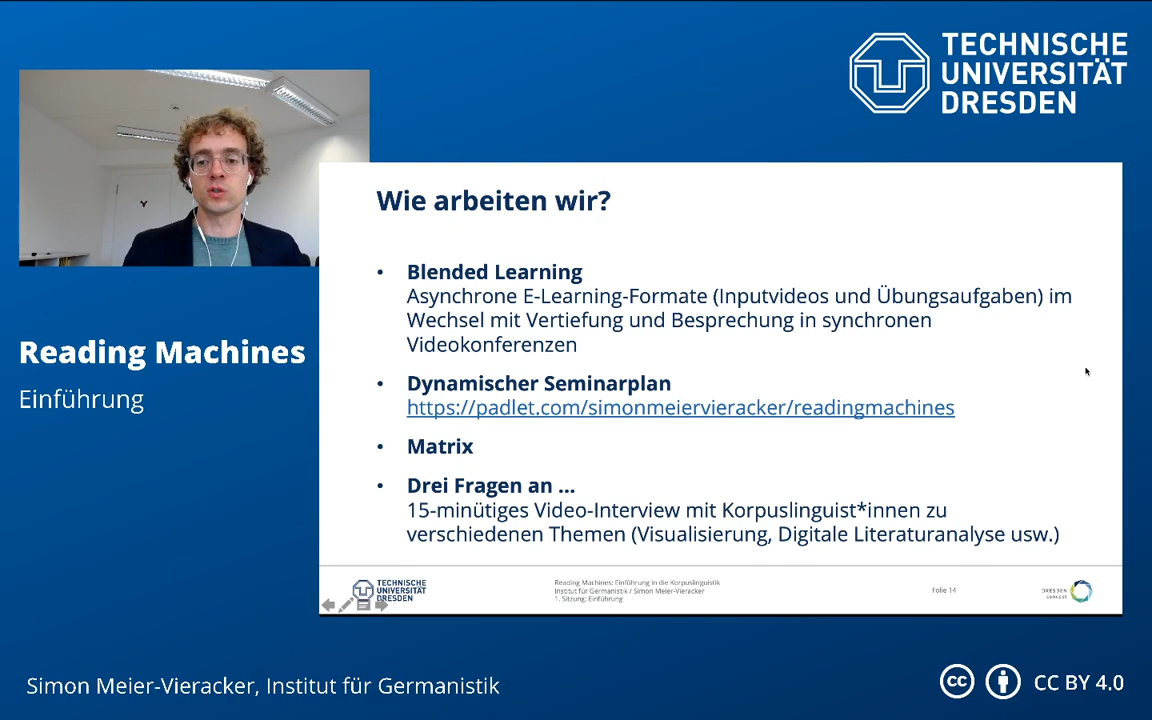 TECHNISCHE
UNIVERSITÄT
DRESDEN
Wie arbeiten wir?
• Blended Learning
Asynchrone E-Learning-Formate (Inputvideos und Übungsaufgaben) im
Wechsel mit Vertiefung und Besprechung in synchronen
Videokonferenzen
• Dynamischer Seminarplan
https://padlet.com/simonmeiervieracker/readingmachines
• Matrix
• Drei Fragen an ...
15-minütiges Video-Interview mit Korpuslinguist*innen zu
verschiedenen Themen (Visualisierung, Digitale Literaturanalyse usw.)
Reading Machines
Einführung
TECHNISCHE
UNIVERSITÄT
DRESDEN
Reading Machines: Einführung in die Korpuslinguistik
Institut für Germanistik / Simon Meier-Vieracker
1. Sitzung: Einführung
Folie 14
DRESDEN
concept
Simon Meier-Vieracker, Institut für Germanistik
cc
CC BY 4.0